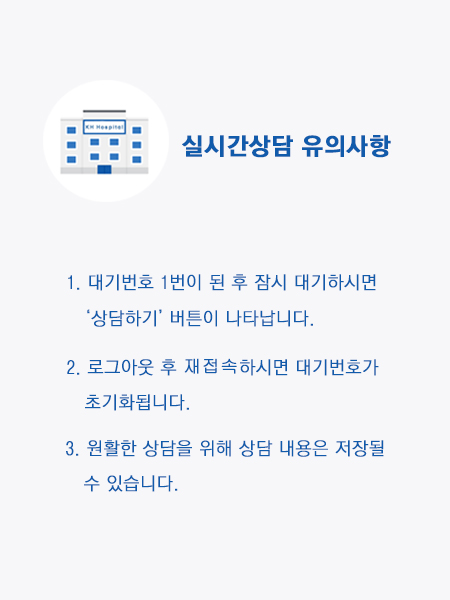 KH Hospital
실시간상담 유의사항
1. 대기번호 1번이 된 후 잠시 대기하시면
‘상담하기’ 버튼이 나타납니다.
2. 로그아웃 후 재접속하시면 대기번호가
초기화됩니다.
3. 원활한 상담을 위해 상담 내용은 저장될
수 있습니다.